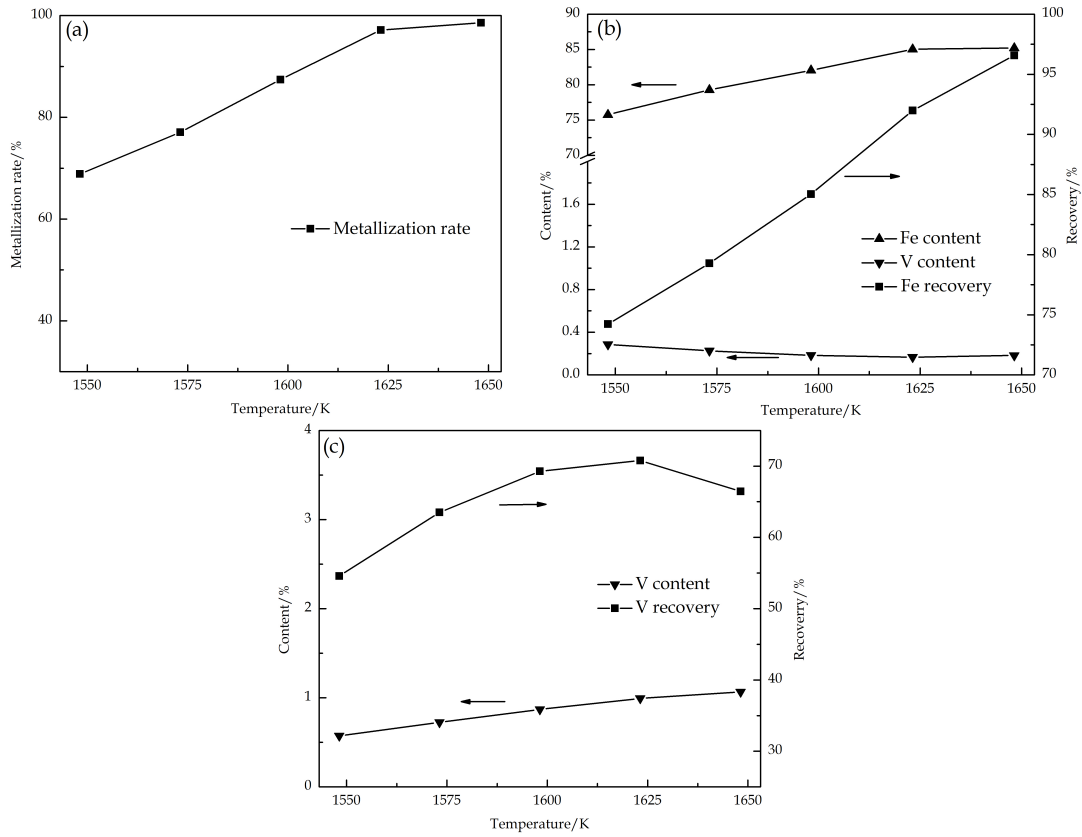 (a)
100
80
60
40
Metallization rate/%
Metallization rate
1550 1575 1600 1625 1650
Temperature/K
(b)
90
85
80
75
70
1.6
1.2
0.8
0.4
0.0
Content/%
100
95
90
85
80
75
70
Recovery/%
Fe content
V content
Fe recovery
1550 1575 1600 1625 1650
Temperature/K
(c)
4
3
2
1
0
Content/%
70
60
50
40
30
Recoverry/%
V content
V recovery
1550 1575 1600 1625 1650
Temperature/K